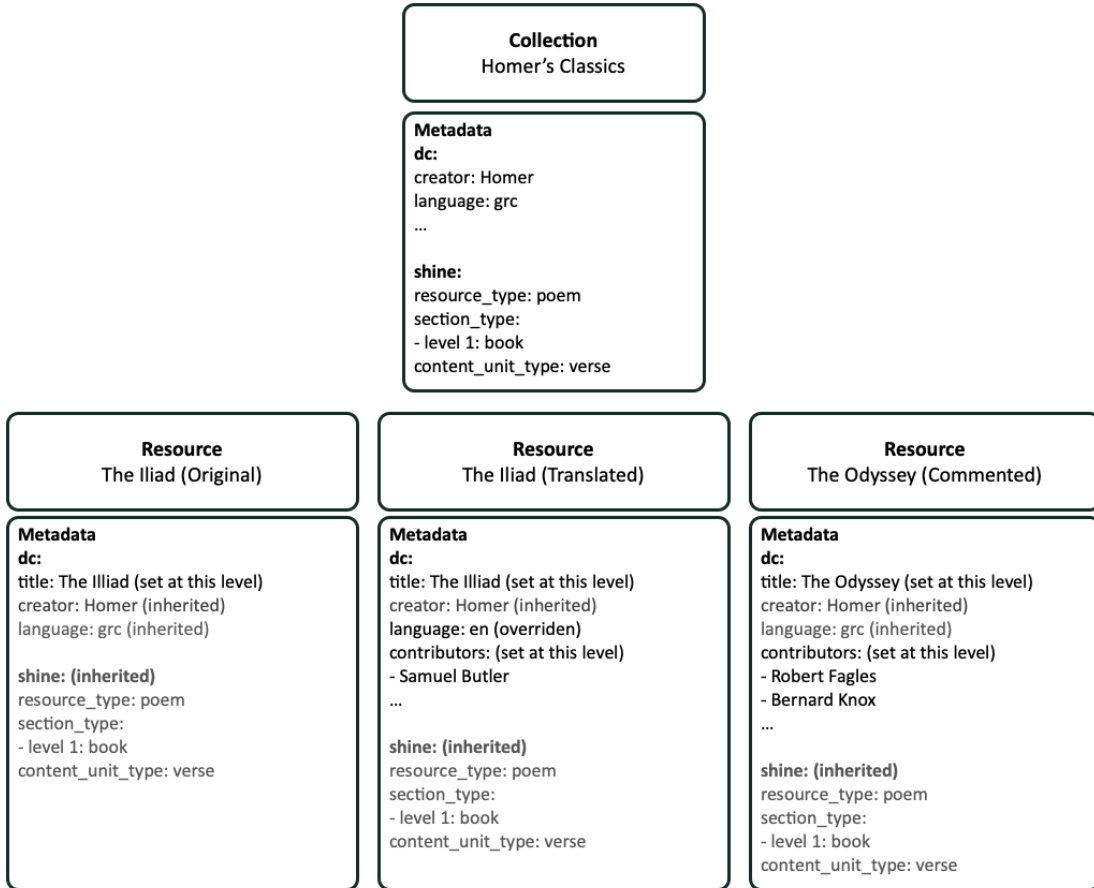 Collection
Homer’s Classics
Metadata
dc:
creator: Homer
language: grc
...
shine:
resource_type: poem
section_type:
- level 1: book
content_unit_type: verse
Resource
The Iliad (Original)
Metadata
dc:
title: The Illiad (set at this level)
creator: Homer (inherited)
language: grc (inherited)
shine: (inherited)
resource_type: poem
section_type:
- level 1: book
content_unit_type: verse
Resource
The Iliad (Translated)
Metadata
dc:
title: The Illiad (set at this level)
creator: Homer (inherited)
language: en (overriden)
contributors: (set at this level)
- Samuel Butler
...
shine: (inherited)
resource_type: poem
section_type:
- level 1: book
content_unit_type: verse
Resource
The Odyssey (Commented)
Metadata
dc:
title: The Odyssey (set at this level)
creator: Homer (inherited)
language: grc (inherited)
contributors: (set at this level)
- Robert Fagles
- Bernard Knox
...
shine: (inherited)
resource_type: poem
section_type:
- level 1: book
content_unit_type: verse